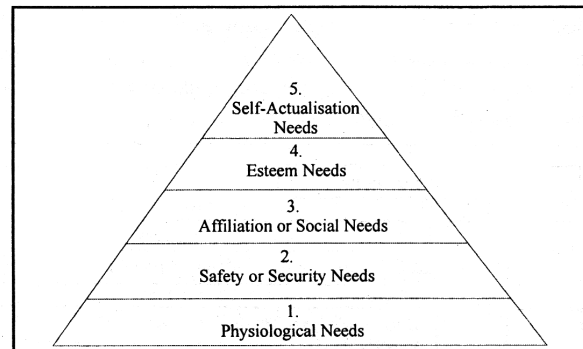 5.
Self-Actualisation
Needs
4.
Esteem Needs
3.
Affiliation or Social Needs
2.
Safety or Security Needs
1.
Physiological Needs